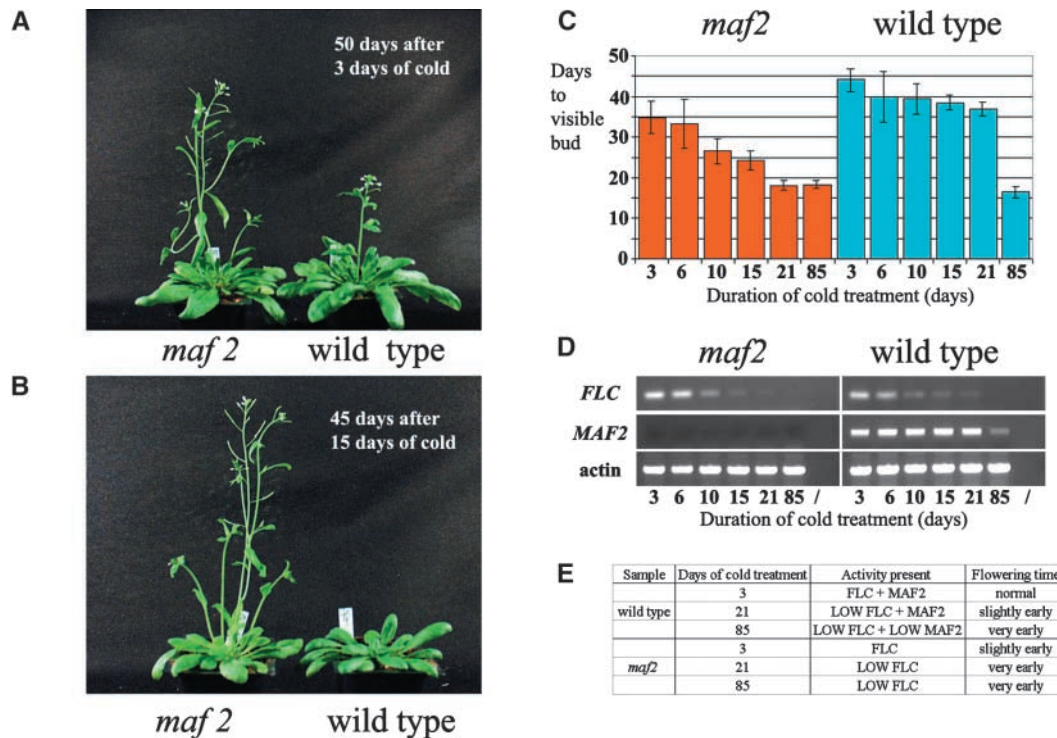 A
50 days after
3 days of cold
maf 2 wild type
B
45 days after
15 days of cold
maf 2 wild type
C
maf2 wild type
Days
to
visible
bud
50
40
30
20
10
0
3 6 10 15 21 85 3 6 10 15 21 85
Duration of cold treatment (days)
D
maf2 wild type
FLC
MAF2
actin
3 6 10 15 21 85 / 3 6 10 15 21 85 /
Duration of cold treatment (days)
E
Sample Days of cold treatment Activity present Flowering time
3 FLC + MAF2 normal
wild type 21 LOW FLC + MAF2 slightly early
85 LOW FLC + LOW MAF2 very early
3 FLC slightly early
maf2 21 LOW FLC very early
85 LOW FLC very early